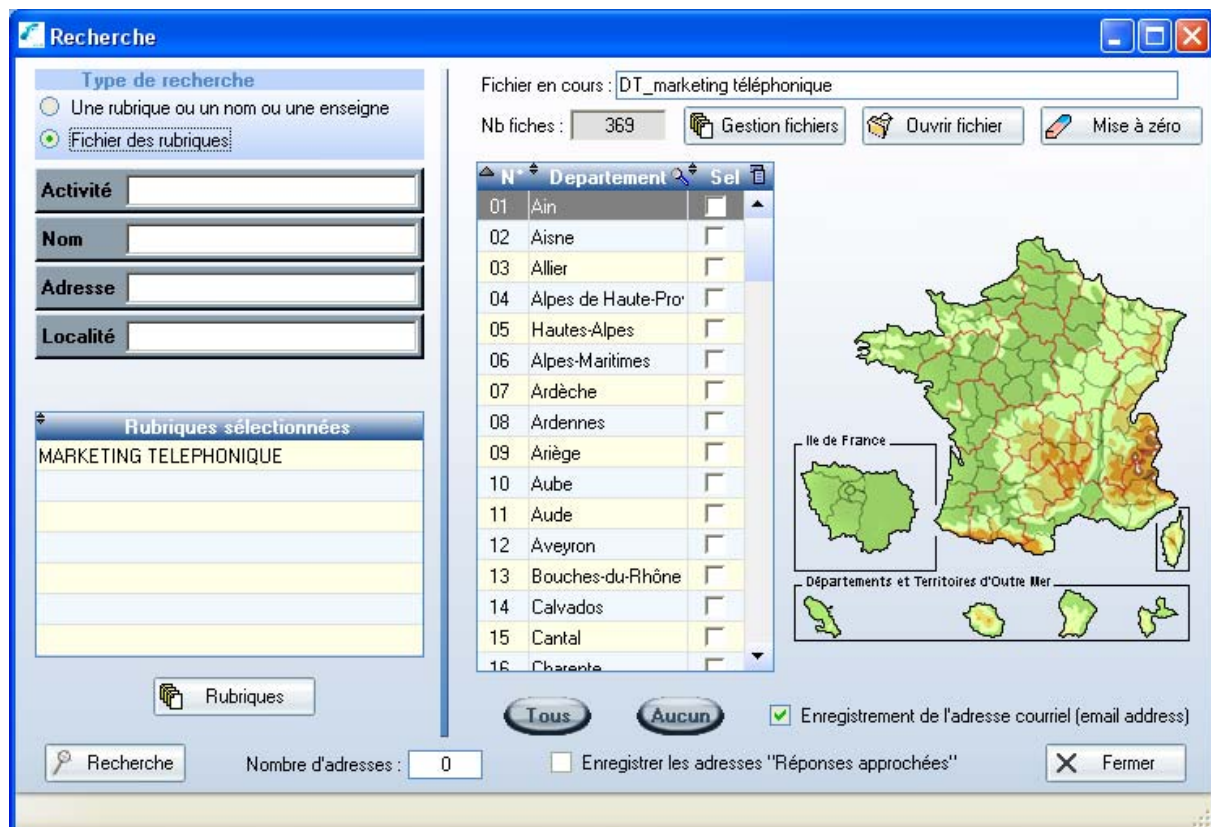 Recherche
Type de recherche
Une rubrique ou un nom ou une enseigne
Fichier des rubriques
Activité
Nom
Adresse
Localité
Rubriques sélectionnées
MARKETING TELEPHONIQUE
Rubriques
Recherche
Nombre d'adresses : 0
Fichier en cours : DT_marketing téléphonique
Nb fiches : 369
Gestion fichiers
Ouvrir fichier
Mise à zéro
N° Departement Sel
01 Ain
02 Aisne
03 Allier
04 Alpes de Haute-Pro
05 Hautes-Alpes
06 Alpes-Maritimes
07 Ardèche
08 Ardennes
09 Ariège
10 Aube
11 Aude
12 Aveyron
13 Bouches-du-Rhône
14 Calvados
15 Cantal
16 Charente
Ile de France
Départements et Territoires d'Outre Mer
Tous
Aucun
Enregistrement de l'adresse courriel (email address)
Enregistrer les adresses "Réponses approchées"
Fermer